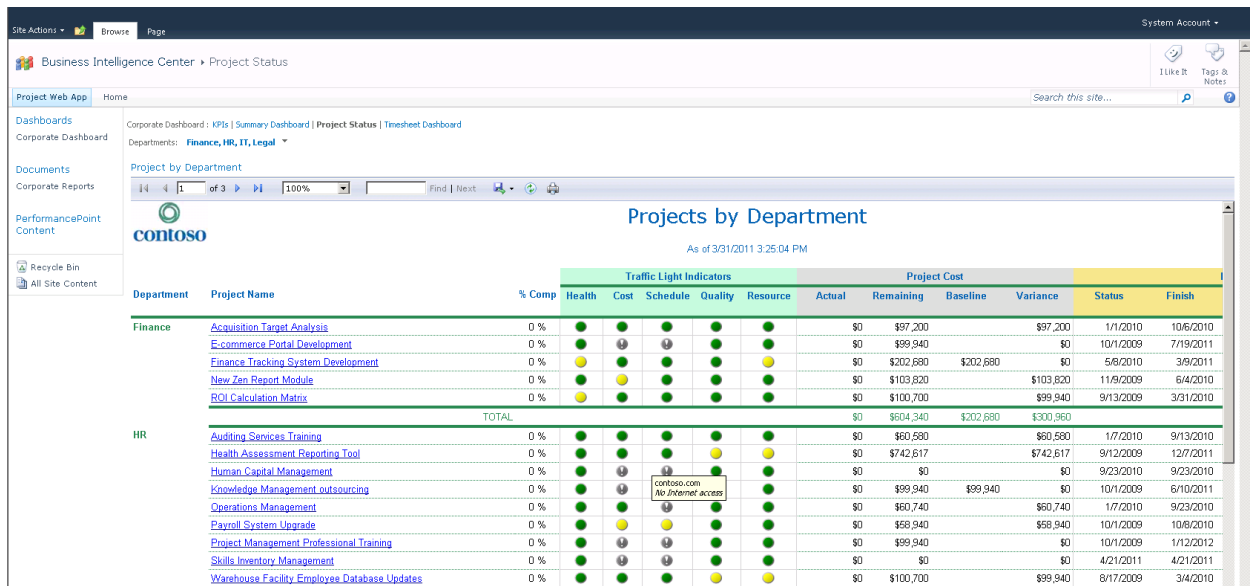 Site Actions
Browse
Page
System Account
Business Intelligence Center
Project Status
I Like It
Tags & Notes
Project Web App
Home
Search this site...
Dashboards
Corporate Dashboard
Documents
Corporate Reports
PerformancePoint Content
Recycle Bin
All Site Content
Corporate Dashboard : KPIs | Summary Dashboard | Project Status | Timesheet Dashboard
Departments: Finance, HR, IT, Legal
Project by Department
1 of 3 100% Find | Next
contoso
Projects by Department
As of 3/31/2011 3:25:04 PM
Traffic Light Indicators Project Cost
Department Project Name % Comp Health Cost Schedule Quality Resource Actual Remaining Baseline Variance Status Finish
Finance Acquisition Target Analysis 0 % $0 $97,200 $97,200 1/1/2010 10/6/2010
E-commerce Portal Development 0 % $0 $99,940 $0 10/1/2009 7/19/2011
Finance Tracking System Development 0 % $0 $202,680 $202,680 $0 5/8/2010 3/9/2011
New Zen Report Module 0 % $0 $103,820 $103,820 11/9/2009 6/4/2010
ROI Calculation Matrix 0 % $0 $100,700 $99,940 9/13/2009 3/31/2010
TOTAL $0 $604,340 $202,680 $300,960
HR Auditing Services Training 0 % $0 $60,580 $60,580 1/7/2010 9/13/2010
Health Assessment Reporting Tool 0 % $0 $742,617 $742,617 9/12/2009 12/7/2011
Human Capital Management 0 % $0 $0 $0 9/23/2010 9/23/2010
contoso.com
No Internet access
Knowledge Management outsourcing 0 % $0 $99,940 $99,940 $0 10/1/2009 6/10/2011
Operations Management 0 % $0 $60,740 $60,740 1/7/2010 9/23/2010
Payroll System Upgrade 0 % $0 $58,940 $58,940 10/1/2009 10/8/2010
Project Management Professional Training 0 % $0 $99,940 $0 10/1/2009 1/12/2012
Skills Inventory Management 0 % $0 $0 $0 4/21/2011 4/21/2011
Warehouse Facility Employee Database Updates 0 % $0 $100,700 $99,940 8/17/2009 3/4/2010